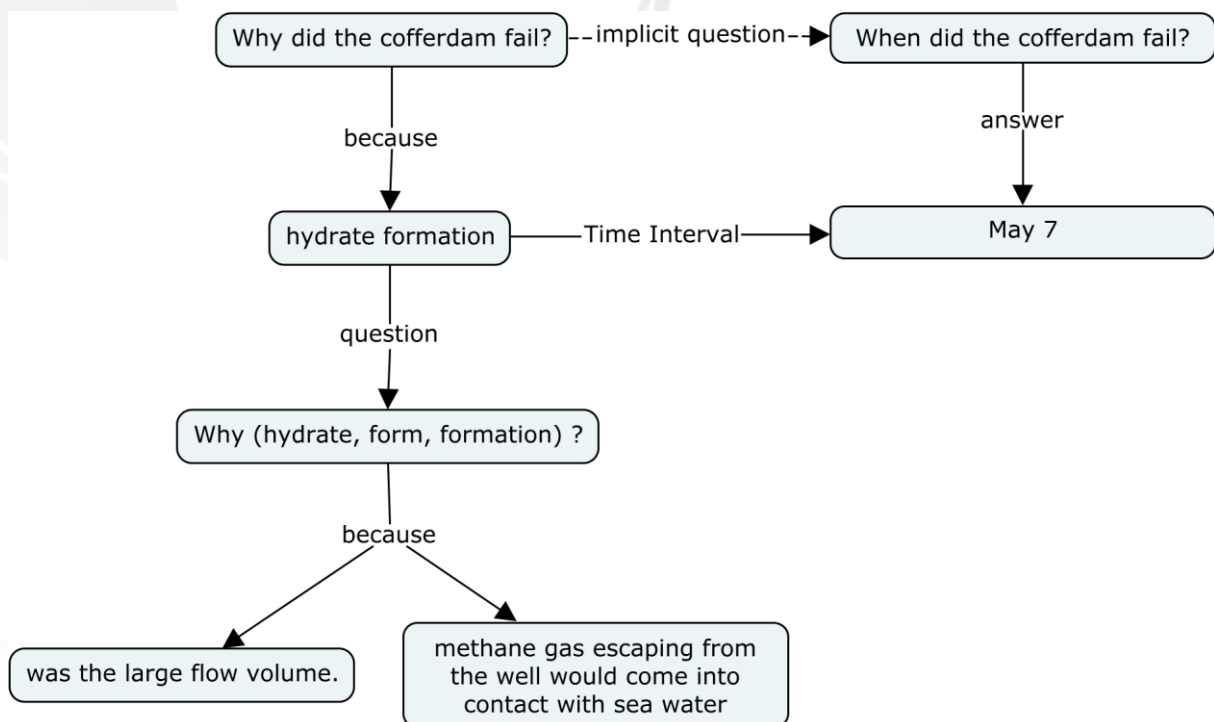 Why did the cofferdam fail?
implicit question
When did the cofferdam fail?
because
answer
hydrate formation
Time Interval
May 7
question
Why (hydrate, form, formation) ?
because
was the large flow volume.
methane gas escaping from
the well would come into
contact with sea water